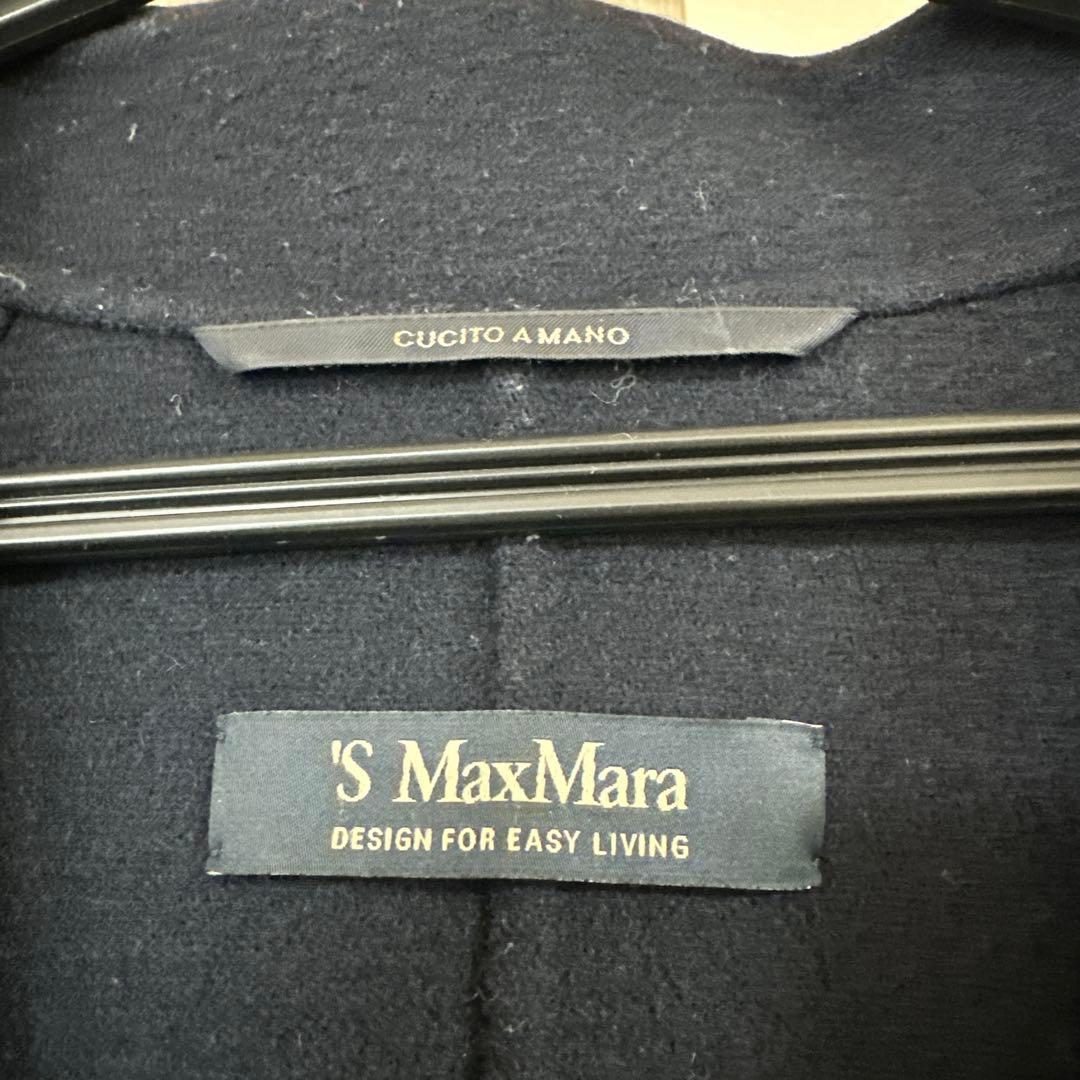 CUCITO A MANO
'S MaxMara
DESIGN FOR EASY LIVING